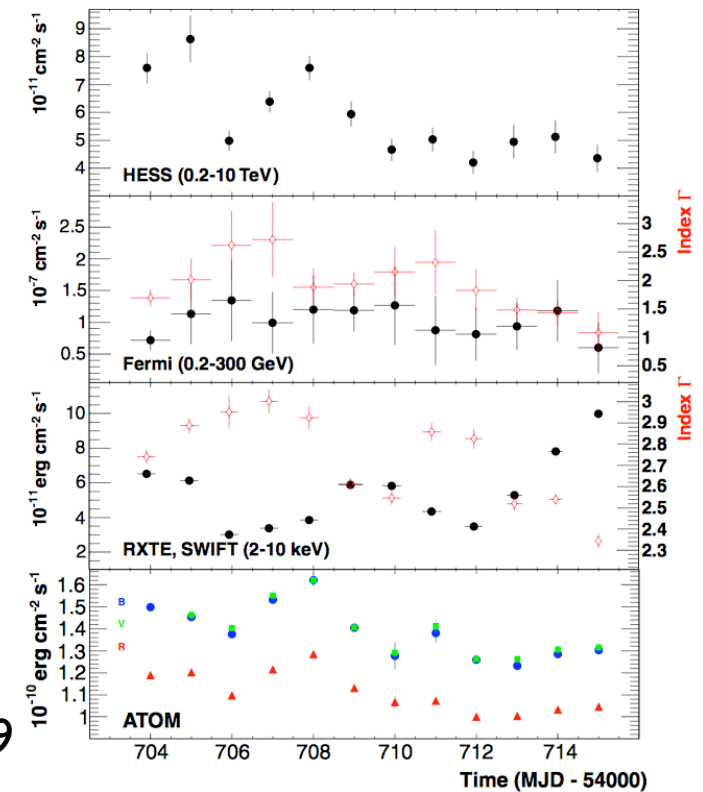 10⁻¹¹ cm⁻² s⁻¹
9
8
7
6
5
4
HESS (0.2-10 TeV)
10⁻⁷ cm⁻² s⁻¹
2.5
2
1.5
1
0.5
3
2.5
2
1.5
1
0.5
Index Γ
Fermi (0.2-300 GeV)
10⁻¹¹ erg cm⁻² s⁻¹
10
8
6
4
2
3
2.9
2.8
2.7
2.6
2.5
2.4
2.3
Index Γ
RXTE, SWIFT (2-10 keV)
10⁻¹⁰ erg cm⁻² s⁻¹
1.6
1.5
1.4
1.3
1.2
1.1
1
B
V
R
ATOM
9
704 706 708 710 712 714
Time (MJD - 54000)